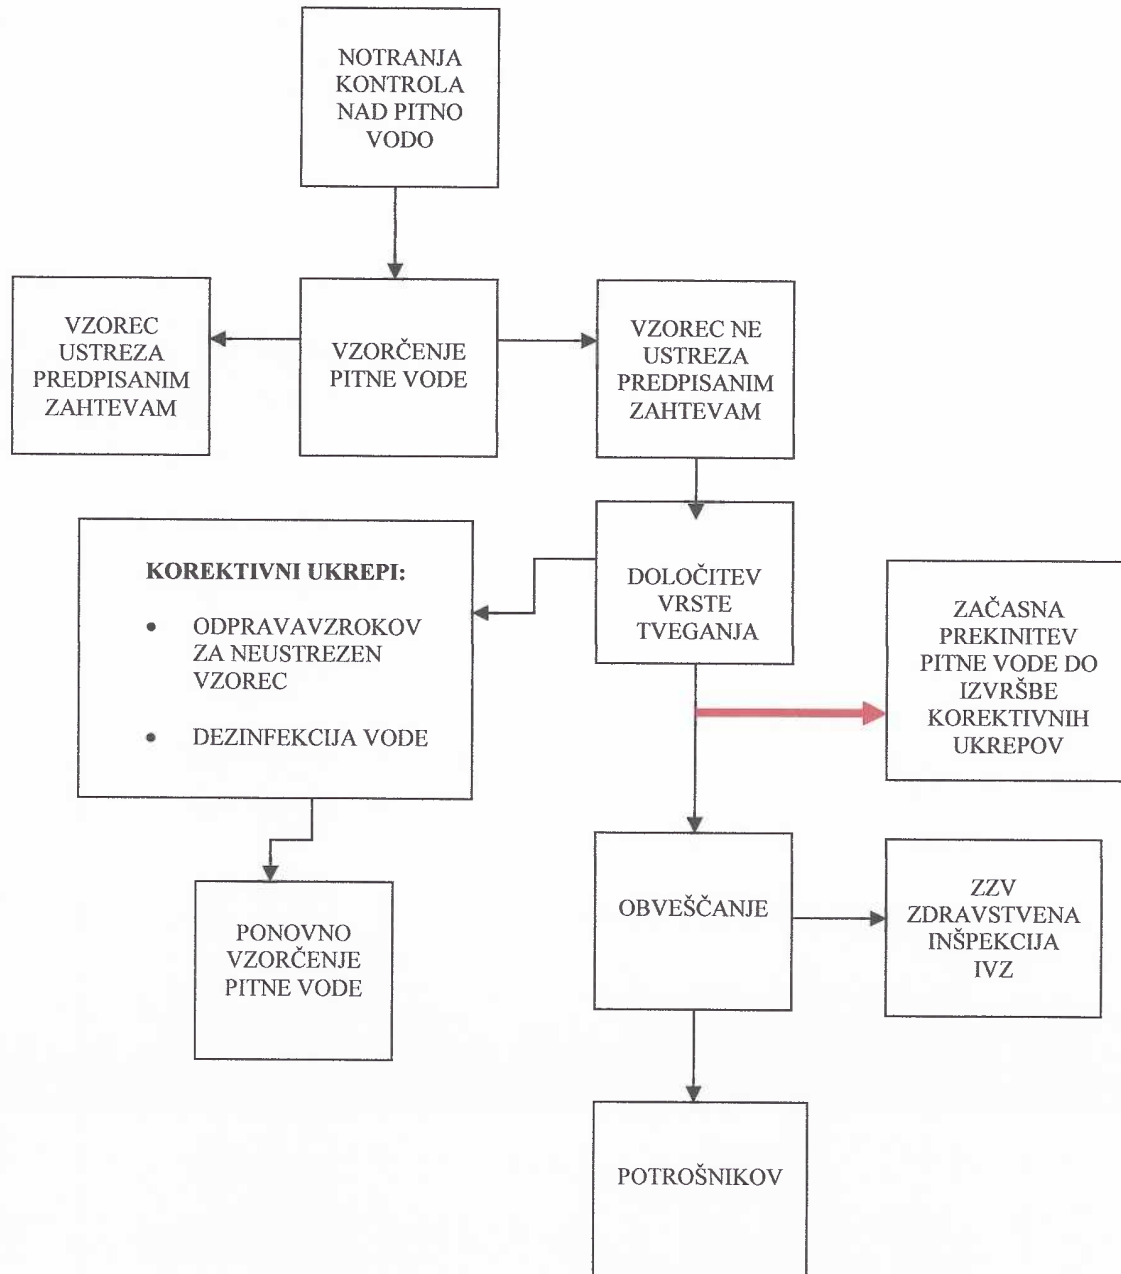 NOTRANJA
KONTROLA
NAD PITNO
VODO
VZOREC
USTREZA
PREDPISANIM
ZAHTEVAM
VZORČENJE
PITNE VODE
VZOREC NE
USTREZA
PREDPISANIM
ZAHTEVAM
KOREKTIVNI UKREPI:
• ODPRAVAVZROKOV
ZA NEUSTREZEN
VZOREC
• DEZINFEKCIJA VODE
DOLOČITEV
VRSTE
TVEGANJA
ZAČASNA
PREKINITEV
PITNE VODE DO
IZVRŠBE
KOREKTIVNIH
UKREPOV
PONOVNO
VZORČENJE
PITNE VODE
OBVEŠČANJE
ZZV
ZDRAVSTVENA
INŠPEKCIJA
IVZ
POTROŠNIKOV